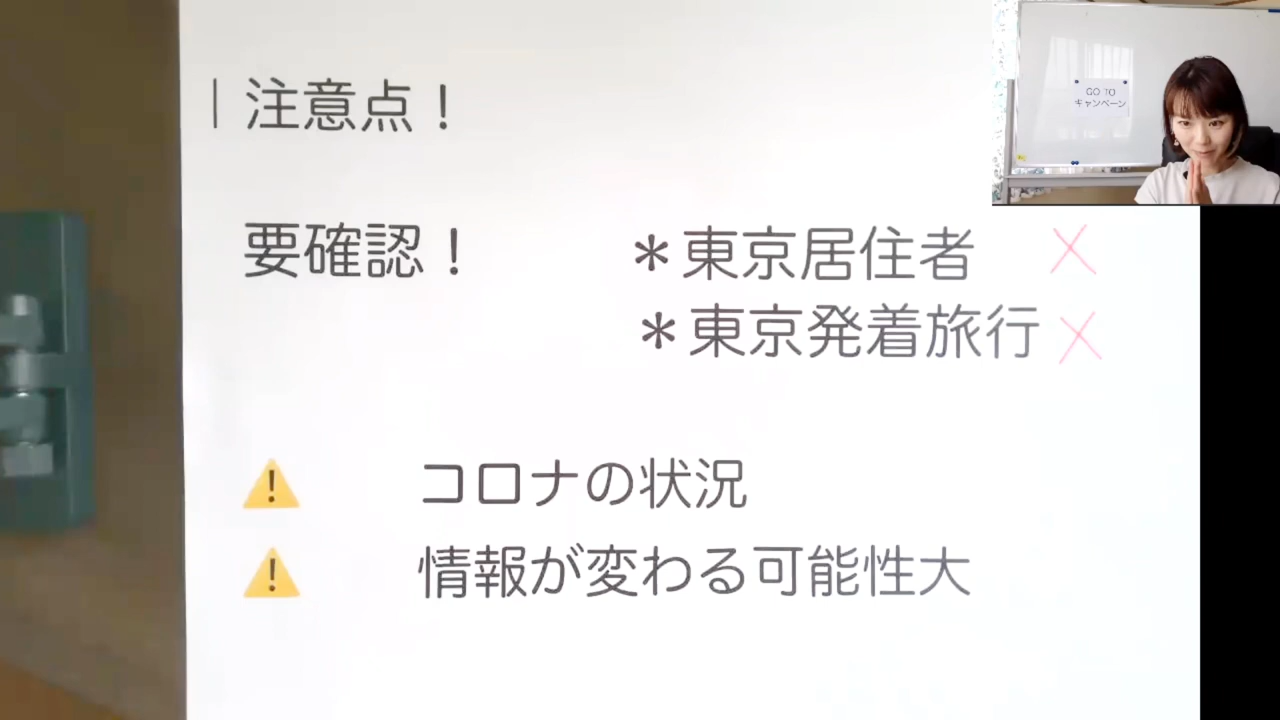 注意点！
要確認！ ＊東京居住者 ×
＊東京発着旅行 ×
⚠ コロナの状況
⚠ 情報が変わる可能性大
GO TO
キャンペーン